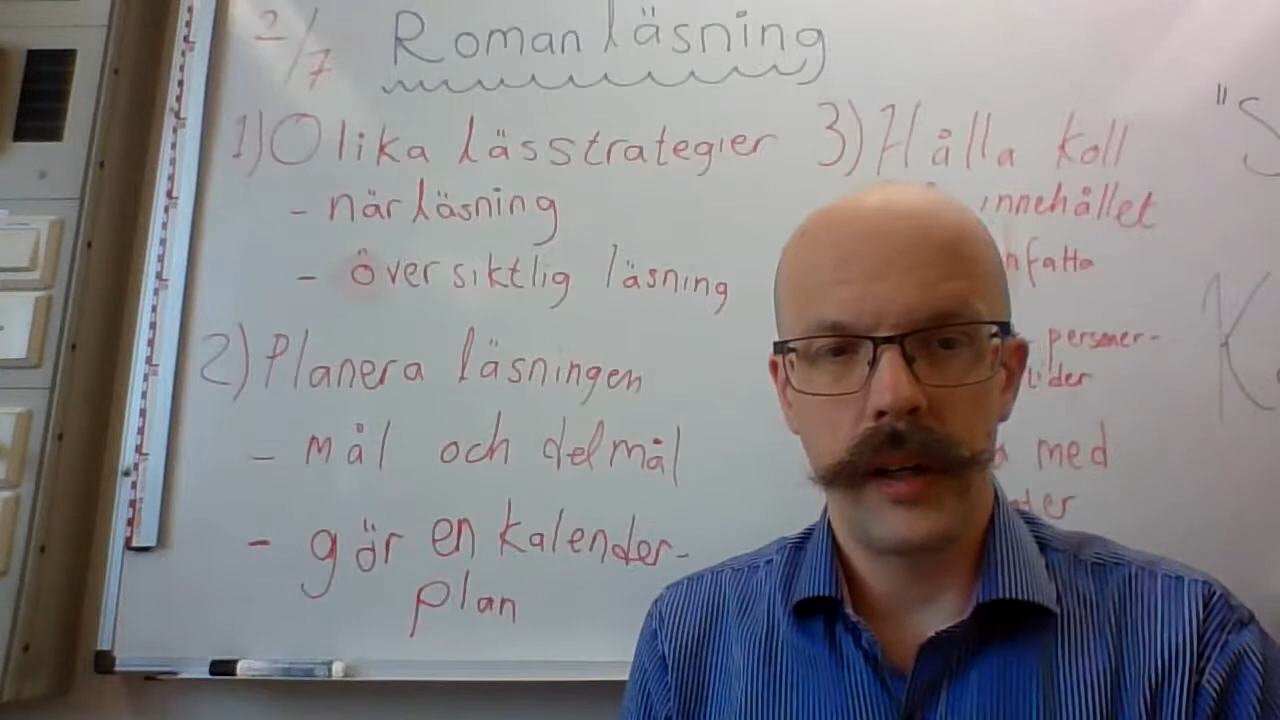 2/7
Romanläsning
1) Olika lässtrategier
- närläsning
- översiktlig läsning
2) Planera läsningen
- mål och delmål
- gör en kalender-
plan
3) Hålla koll
innehållet
med